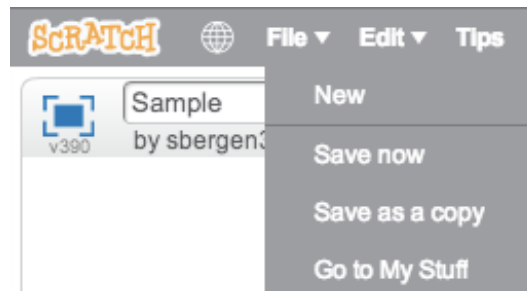 SCRATCH File ▼ Edit ▼ Tips
Sample
by sbergen3
v390
New
Save now
Save as a copy
Go to My Stuff